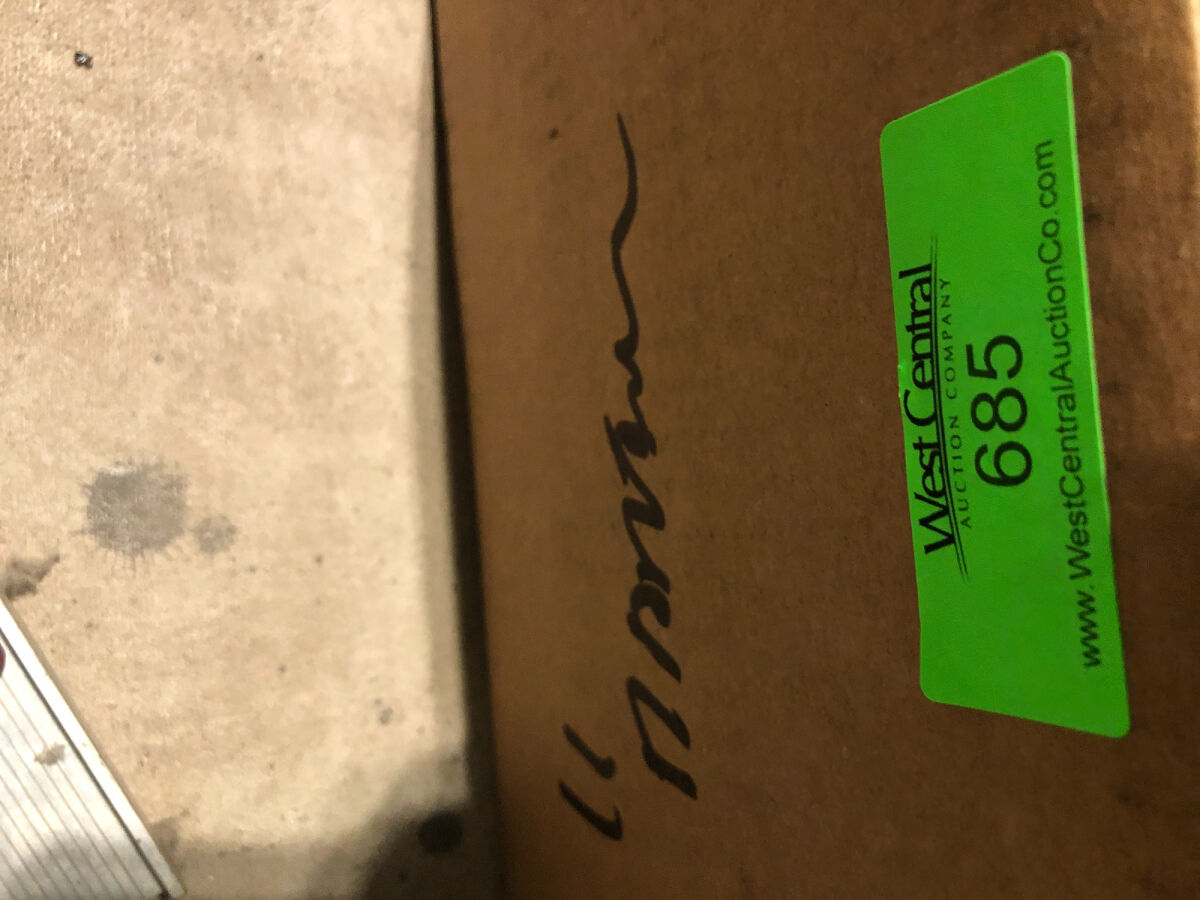 West Central
AUCTION COMPANY
685
www.WestCentralAuctionCo.com